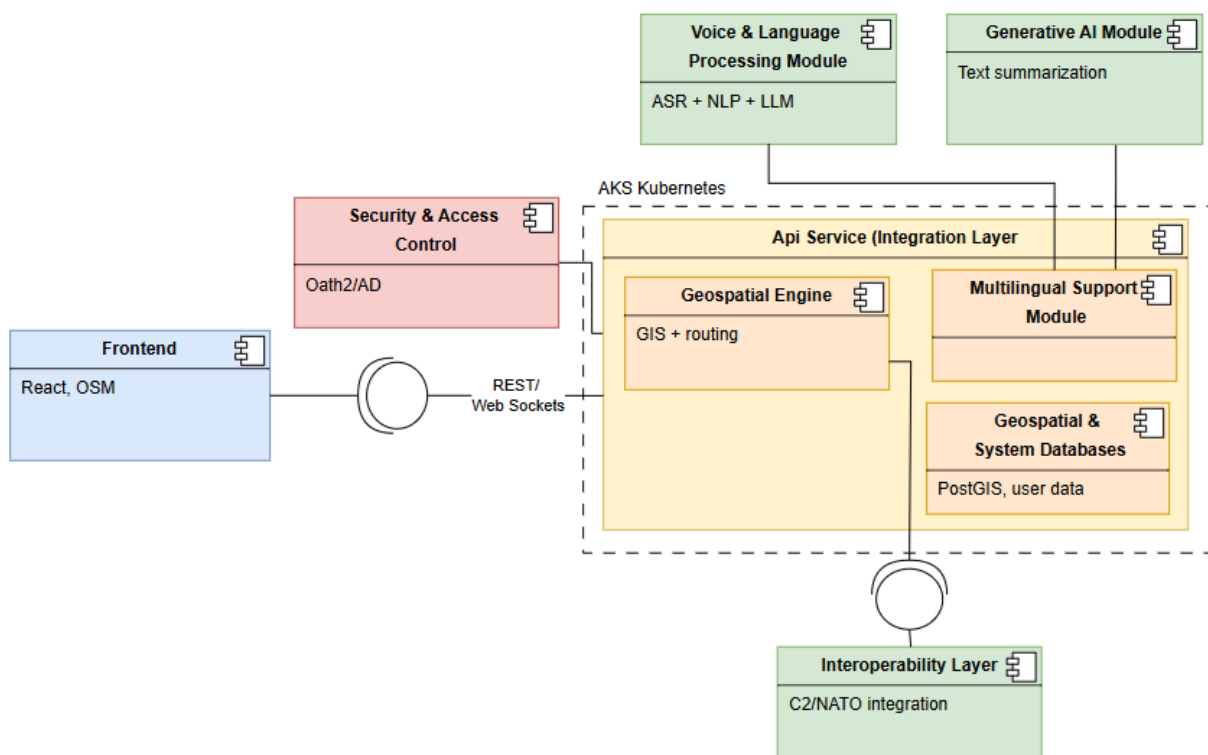 Voice & Language
Processing Module
ASR + NLP + LLM
Generative AI Module
Text summarization
AKS Kubernetes
Security & Access
Control
Oath2/AD
Api Service (Integration Layer
Geospatial Engine
GIS + routing
Multilingual Support
Module
Frontend
React, OSM
REST/
Web Sockets
Geospatial &
System Databases
PostGIS, user data
Interoperability Layer
C2/NATO integration